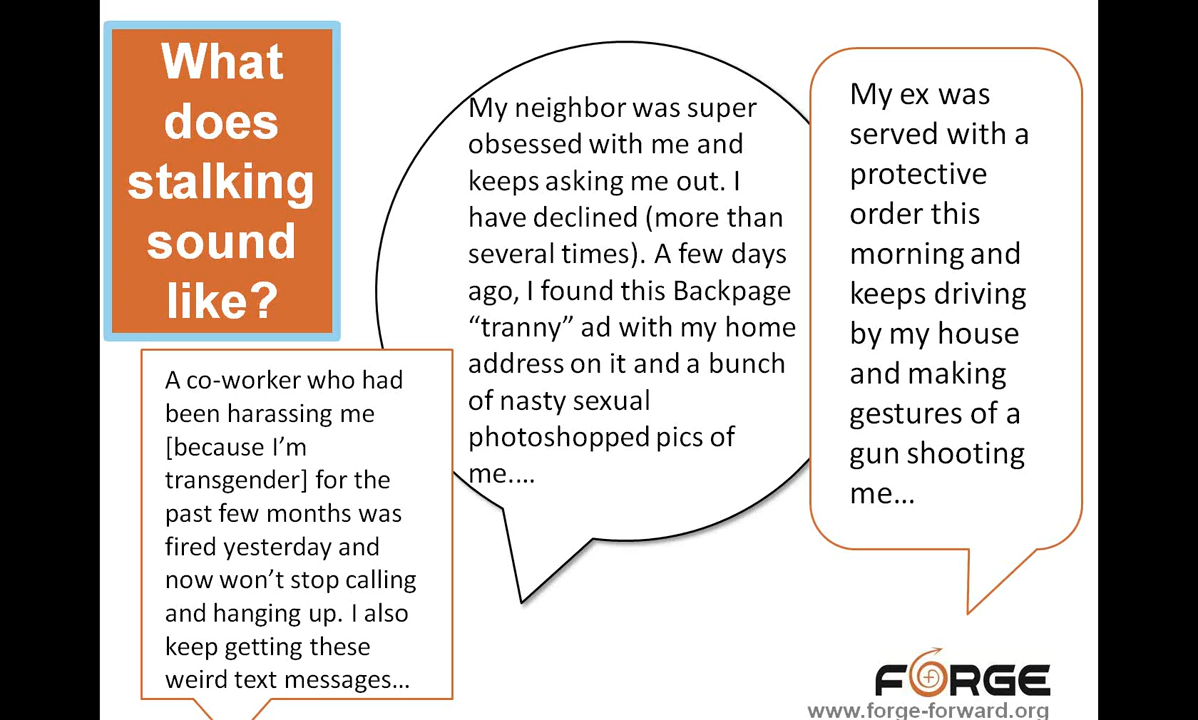 What
does
stalking
sound
like?
A co-worker who had
been harassing me
[because I’m
transgender] for the
past few months was
fired yesterday and
now won’t stop calling
and hanging up. I also
keep getting these
weird text messages…
My neighbor was super
obsessed with me and
keeps asking me out. I
have declined (more than
several times). A few days
ago, I found this Backpage
“tranny” ad with my home
address on it and a bunch
of nasty sexual
photoshopped pics of
me.…
My ex was
served with a
protective
order this
morning and
keeps driving
by my house
and making
gestures of a
gun shooting
me…
FORGE
www.forge-forward.org